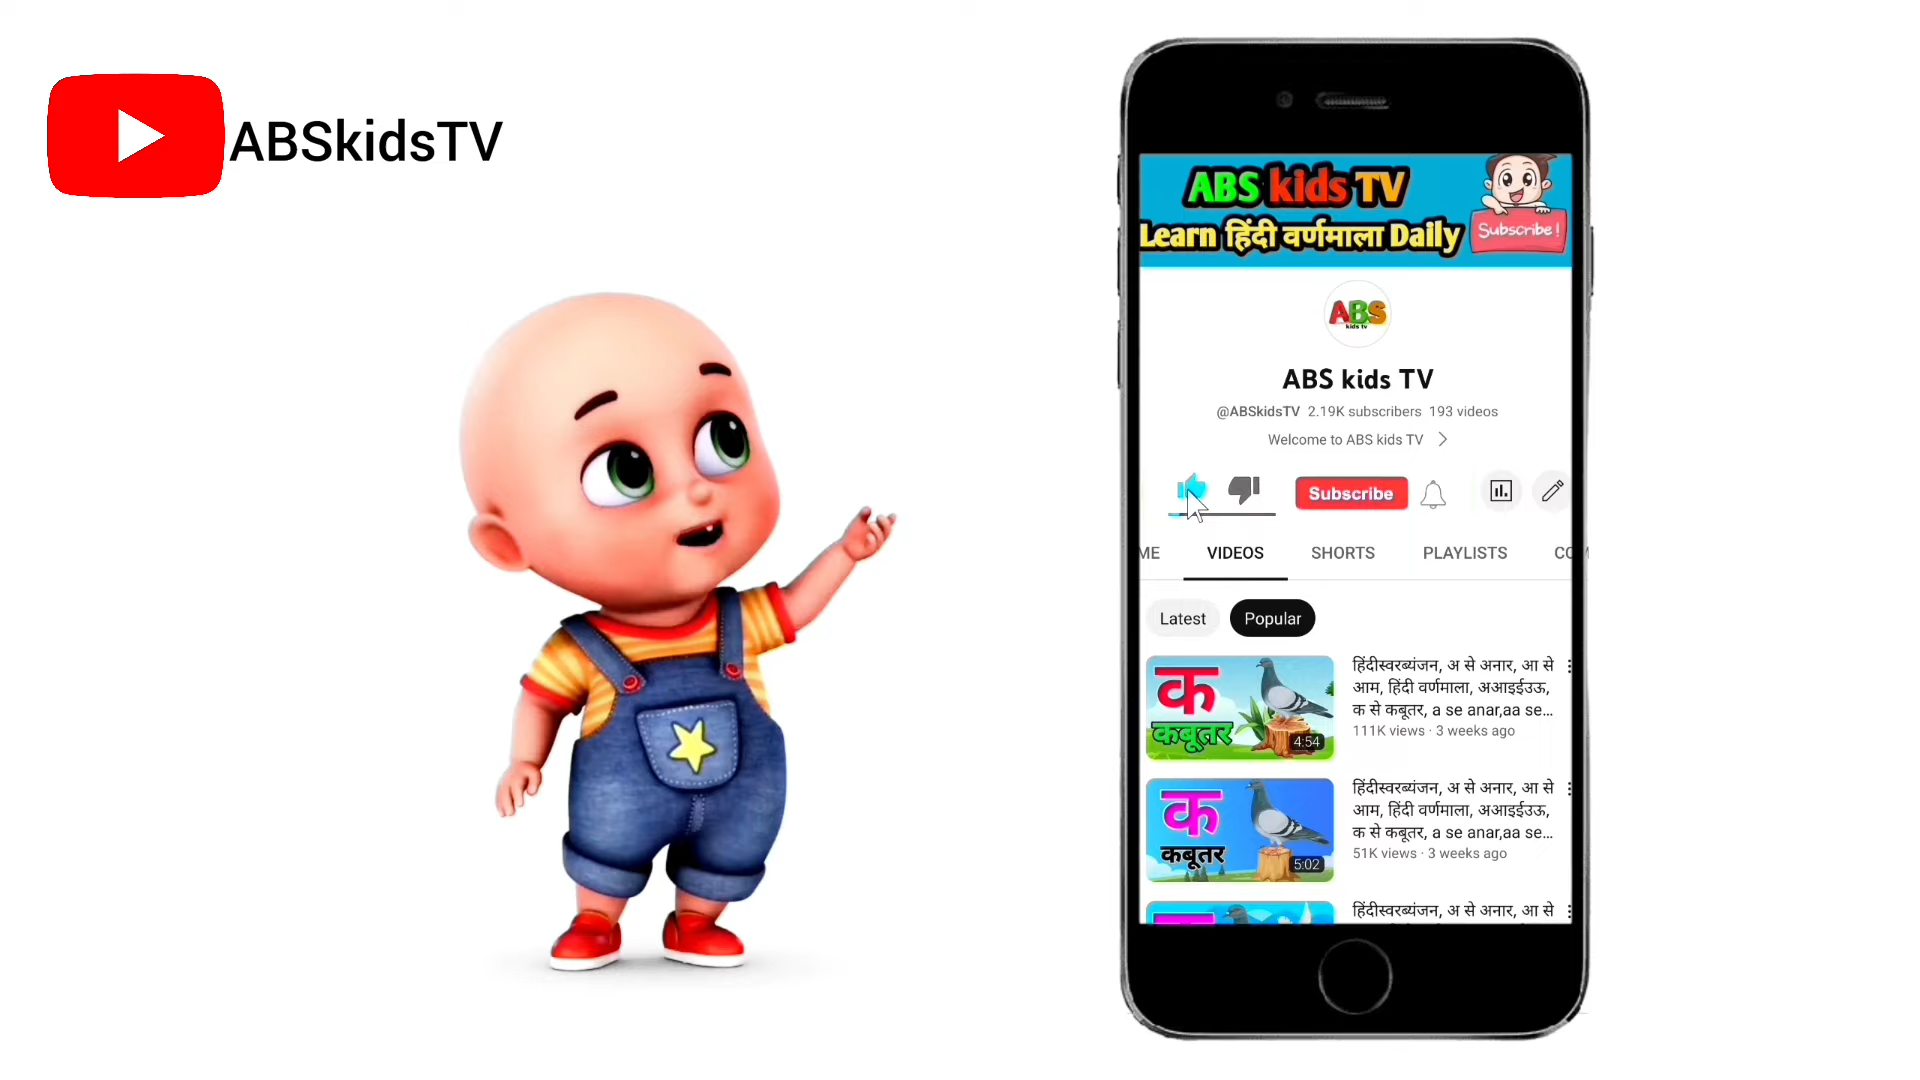 ABSkidsTV
ABS kids TV
Learn हिंदी वर्णमाला Daily
Subscribe!
ABS
kids tv
ABS kids TV
@ABSkidsTV 2.19K subscribers 193 videos
Welcome to ABS kids TV
Subscribe
ME VIDEOS SHORTS PLAYLISTS COM
Latest Popular
क
कबूतर
4:54
हिंदीस्वरब्यंजन, अ से अनार, आ से
आम, हिंदी वर्णमाला, अआइईउऊ,
क से कबूतर, a se anar,aa se...
111K views · 3 weeks ago
क
कबूतर
5:02
हिंदीस्वरब्यंजन, अ से अनार, आ से
आम, हिंदी वर्णमाला, अआइईउऊ,
क से कबूतर, a se anar,aa se...
51K views · 3 weeks ago
हिंदीस्वरब्यंजन, अ से अनार, आ से